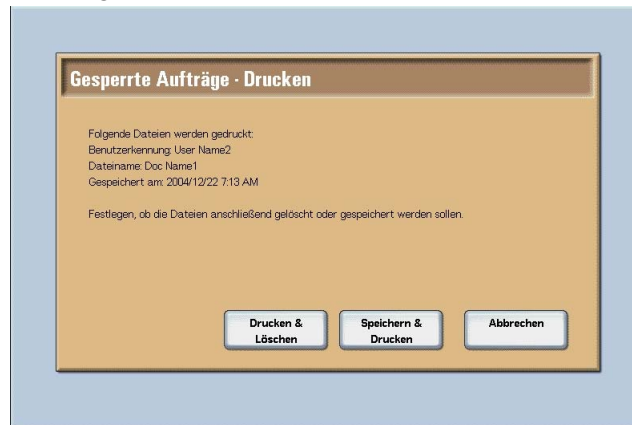 Gesperrte Aufträge - Drucken
Folgende Dateien werden gedruckt:
Benutzerkennung: User Name2
Dateiname: Doc Name1
Gespeichert am: 2004/12/22 7:13 AM
Festlegen, ob die Dateien anschließend gelöscht oder gespeichert werden sollen.
Drucken &
Löschen
Speichern &
Drucken
Abbrechen